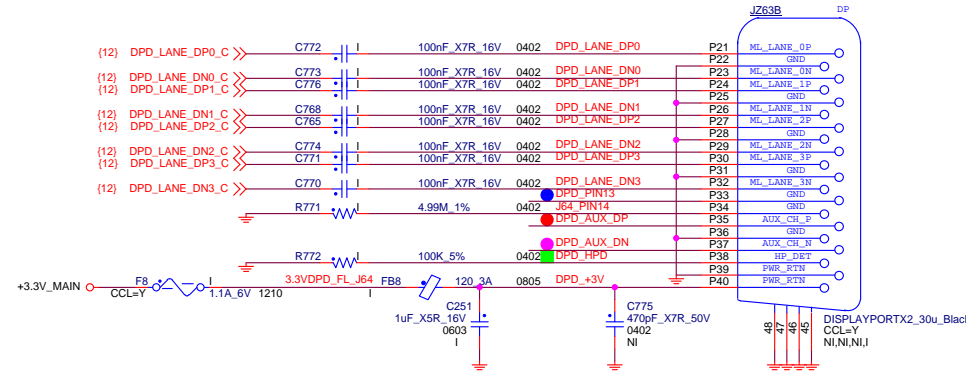 JZ63B DP
{12} DPD_LANE_DP0_C C772 I 100nF_X7R_16V 0402 DPD_LANE_DP0 P21 ML_LANE_0P
P22 GND
{12} DPD_LANE_DN0_C C773 I 100nF_X7R_16V 0402 DPD_LANE_DN0 P23 ML_LANE_0N
{12} DPD_LANE_DP1_C C776 I 100nF_X7R_16V 0402 DPD_LANE_DP1 P24 ML_LANE_1P
P25 GND
{12} DPD_LANE_DN1_C C768 I 100nF_X7R_16V 0402 DPD_LANE_DN1 P26 ML_LANE_1N
{12} DPD_LANE_DP2_C C765 I 100nF_X7R_16V 0402 DPD_LANE_DP2 P27 ML_LANE_2P
P28 GND
{12} DPD_LANE_DN2_C C774 I 100nF_X7R_16V 0402 DPD_LANE_DN2 P29 ML_LANE_2N
{12} DPD_LANE_DP3_C C771 I 100nF_X7R_16V 0402 DPD_LANE_DP3 P30 ML_LANE_3P
P31 GND
{12} DPD_LANE_DN3_C C770 I 100nF_X7R_16V 0402 DPD_LANE_DN3 P32 ML_LANE_3N
DPD_PIN13 P33 GND
R771 I 4.99M_1% 0402 J64_PIN14 P34 GND
DPD_AUX_DP P35 AUX_CH_P
P36 GND
DPD_AUX_DN P37 AUX_CH_N
R772 I 100K_5% 0402 DPD_HPD P38 HP_DET
P39 PWR_RTN
+3.3V_MAIN F8 I 3.3VDPD_FL_J64 FB8 120_3A 0805 DPD_+3V P40 PWR_RTN
CCL=Y 1.1A_6V 1210 I
C251
1uF_X5R_16V
0603
I
C775
470pF_X7R_50V
0402
NI
48 47 46 45
DISPLAYPORTX2_30u_Black
CCL=Y
NI,NI,NI,I